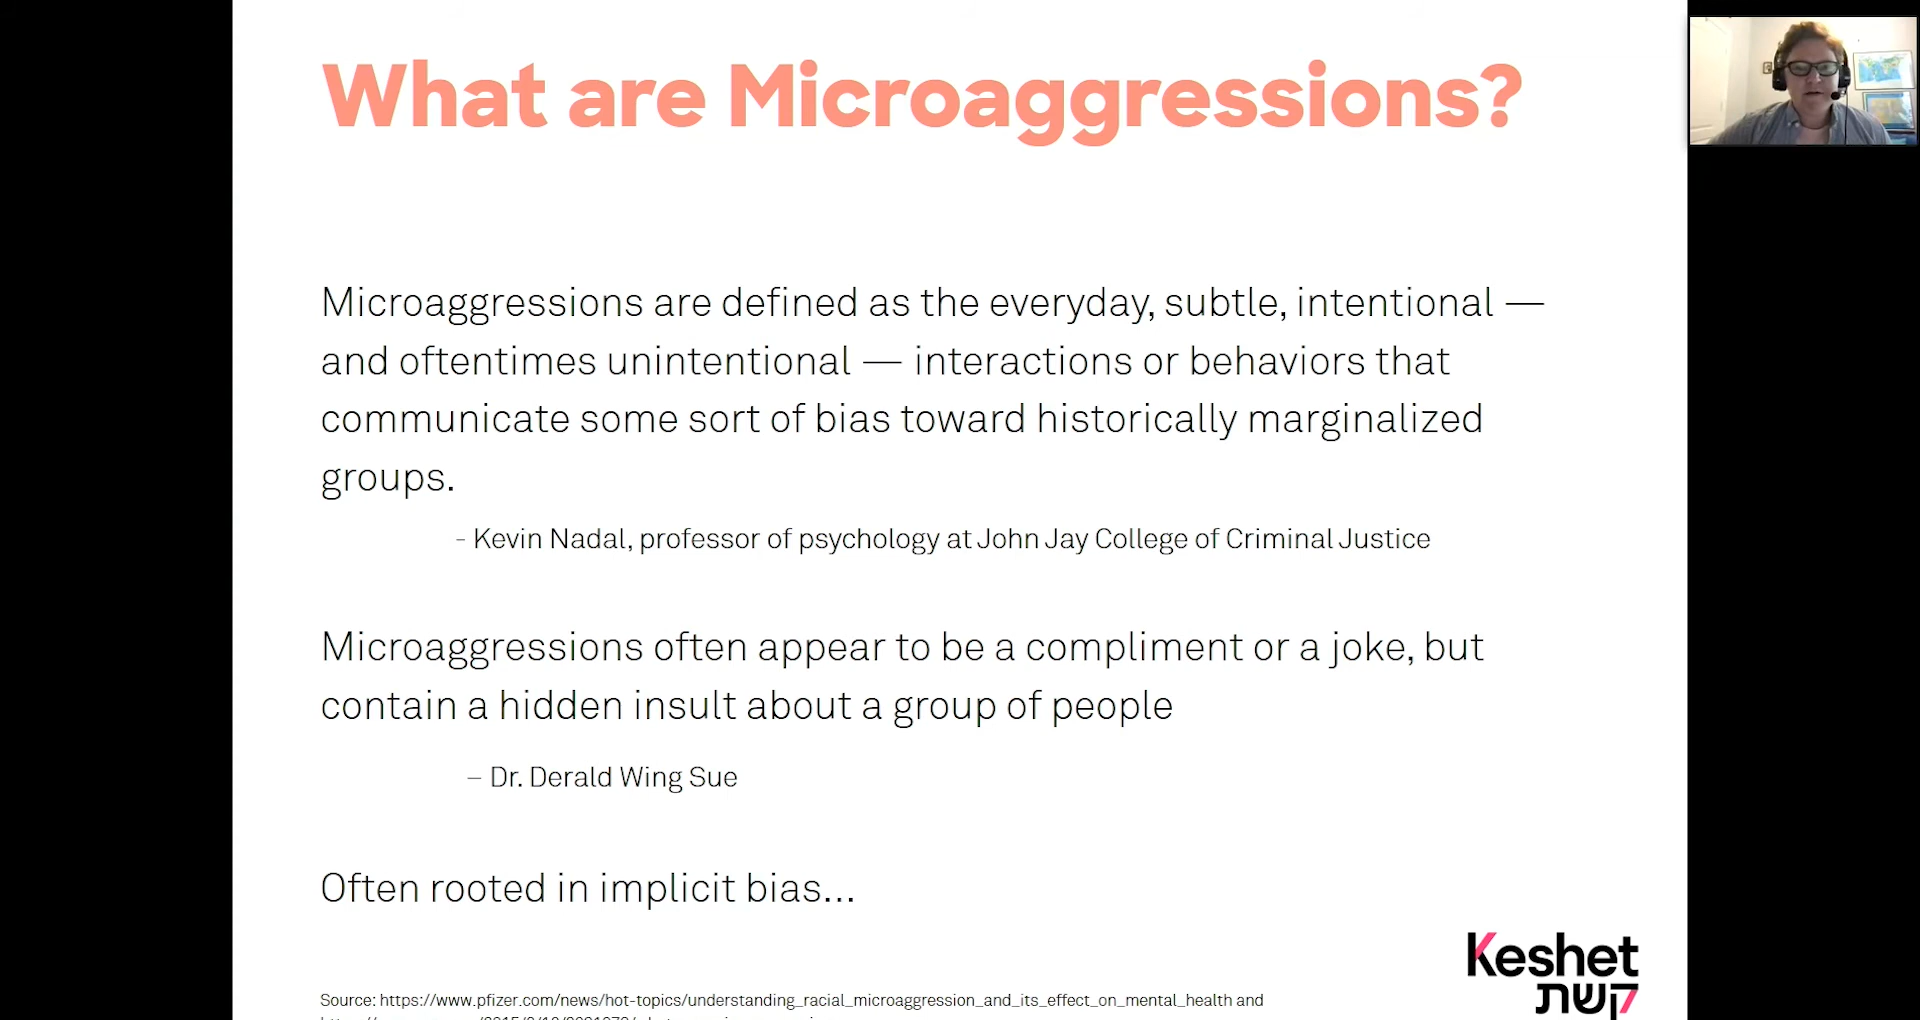 What are Microaggressions?
Microaggressions are defined as the everyday, subtle, intentional —
and oftentimes unintentional — interactions or behaviors that
communicate some sort of bias toward historically marginalized
groups.
- Kevin Nadal, professor of psychology at John Jay College of Criminal Justice
Microaggressions often appear to be a compliment or a joke, but
contain a hidden insult about a group of people
– Dr. Derald Wing Sue
Often rooted in implicit bias...
Keshet
קשת
Source: https://www.pfizer.com/news/hot-topics/understanding_racial_microaggression_and_its_effect_on_mental_health and